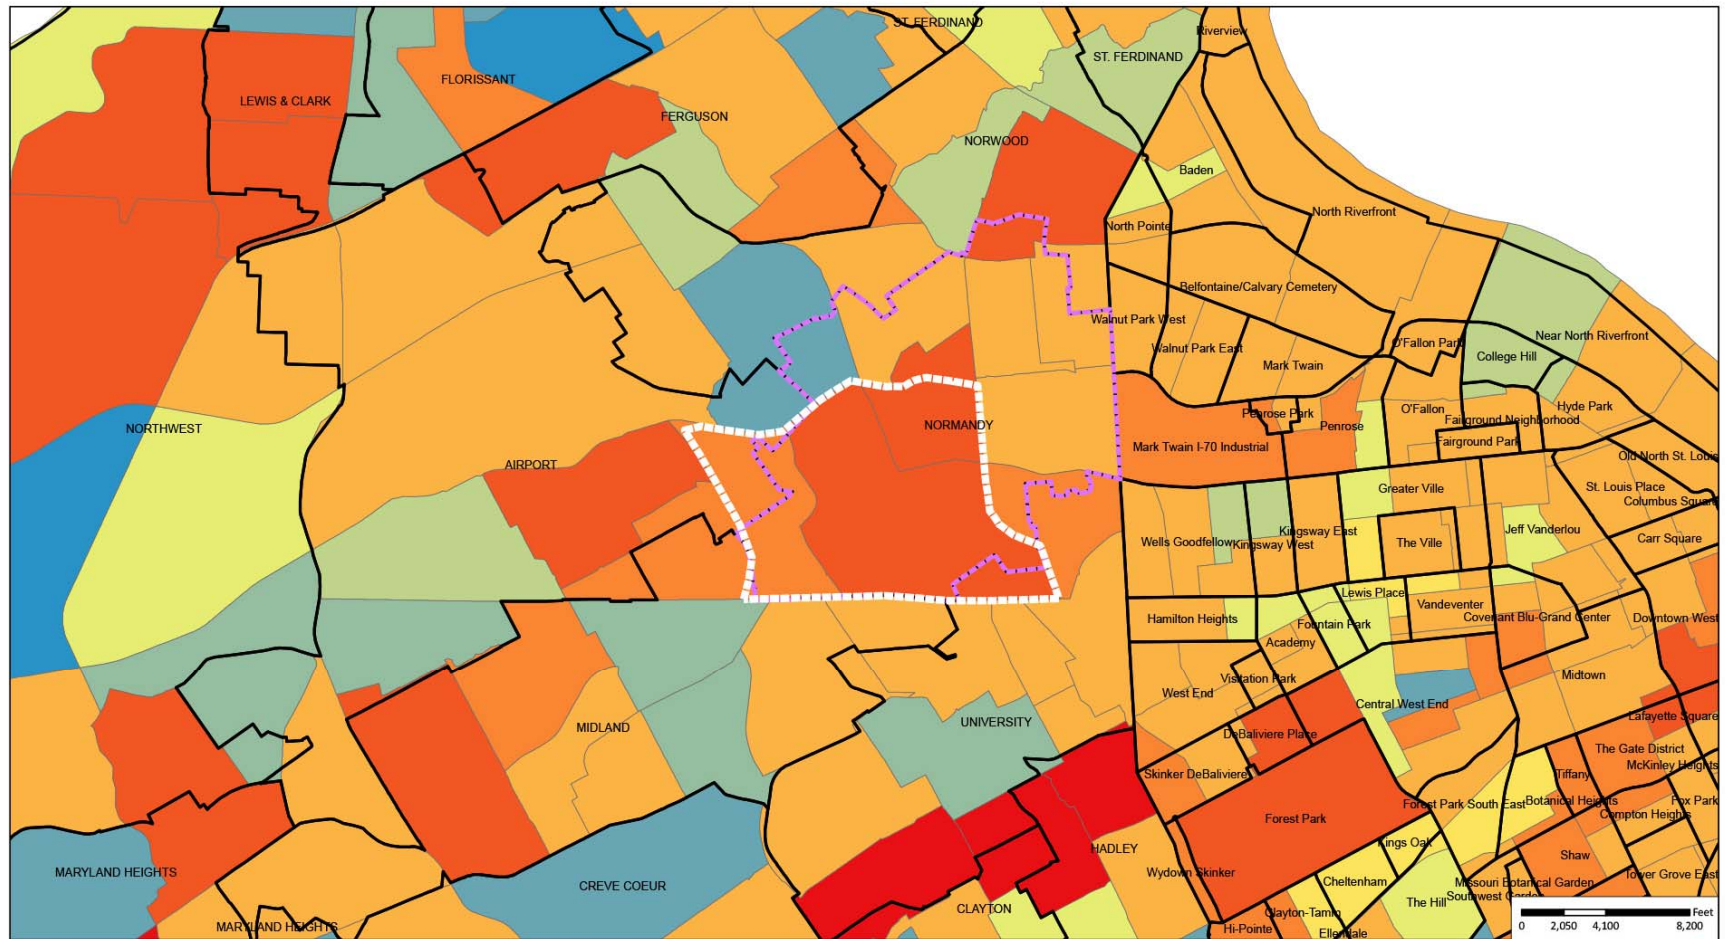 ST. FERDINAND
Riverview
ST. FERDINAND
FLORISSANT
LEWIS & CLARK
FERGUSON
NORWOOD
Baden
North Riverfront
North Pointe
Belfontaine/Calvary Cemetery
Walnut Park West
Near North Riverfront
O'Fallon Park
Walnut Park East
College Hill
Mark Twain
Hyde Park
O'Fallon
Penrose Park
Fairground Neighborhood
NORMANDY
Penrose
NORTHWEST
Fairground Park
Mark Twain I-70 Industrial
Old North St. Louis
AIRPORT
St. Louis Place
Greater Ville
Columbus Square
Jeff Vanderlou
Kingsway East
Carr Square
Wells Goodfellow
The Ville
Kingsway West
Lewis Place
Vandeventer
Hamilton Heights
Covenant Blu-Grand Center
Downtown West
Fountain Park
Academy
Midtown
Visitation Park
West End
Central West End
Lafayette Square
UNIVERSITY
MIDLAND
DeBaliviere Place
The Gate District
McKinley Heights
Skinker DeBaliviere
Tiffany
Botanical Heights
Fox Park
Forest Park South East
Compton Heights
Forest Park
Kings Oak
HADLEY
Shaw
MARYLAND HEIGHTS
Wydown Skinker
Tower Grove East
Cheltenham
Missouri Botanical Garden
CREVE COEUR
Southwest Garden
The Hill
CLAYTON
Clayton-Tamm
Feet
MARYLAND HEIGHTS
Hi-Pointe
0 2,050 4,100 8,200
Ellendale